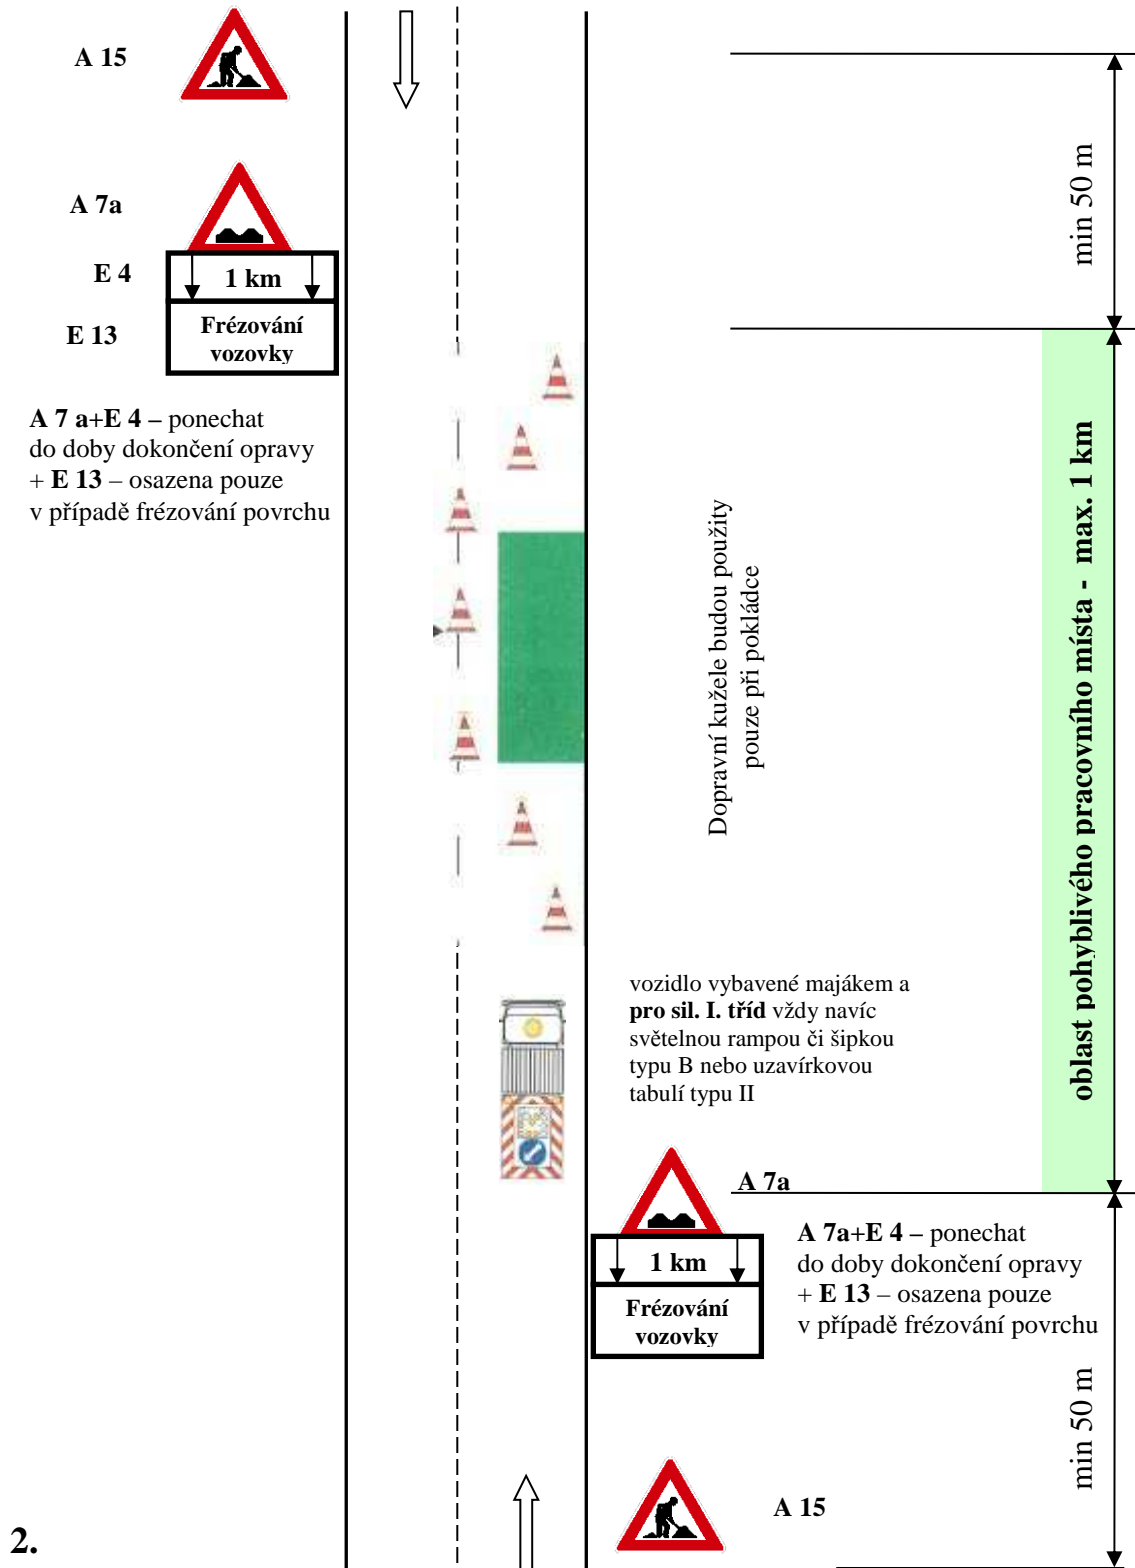 A 15
A 7a
E 4
1 km
E 13
Frézování
vozovky
A 7 a+E 4 – ponechat
do doby dokončení opravy
+ E 13 – osazena pouze
v případě frézování povrchu
min 50 m
Dopravní kužele budou použity
pouze při pokládce
oblast pohyblivého pracovního místa - max. 1 km
vozidlo vybavené majákem a
pro sil. I. tříd vždy navíc
světelnou rampou či šipkou
typu B nebo uzavírkovou
tabulí typu II
A 7a
1 km
Frézování
vozovky
A 7a+E 4 – ponechat
do doby dokončení opravy
+ E 13 – osazena pouze
v případě frézování povrchu
min 50 m
A 15
2.